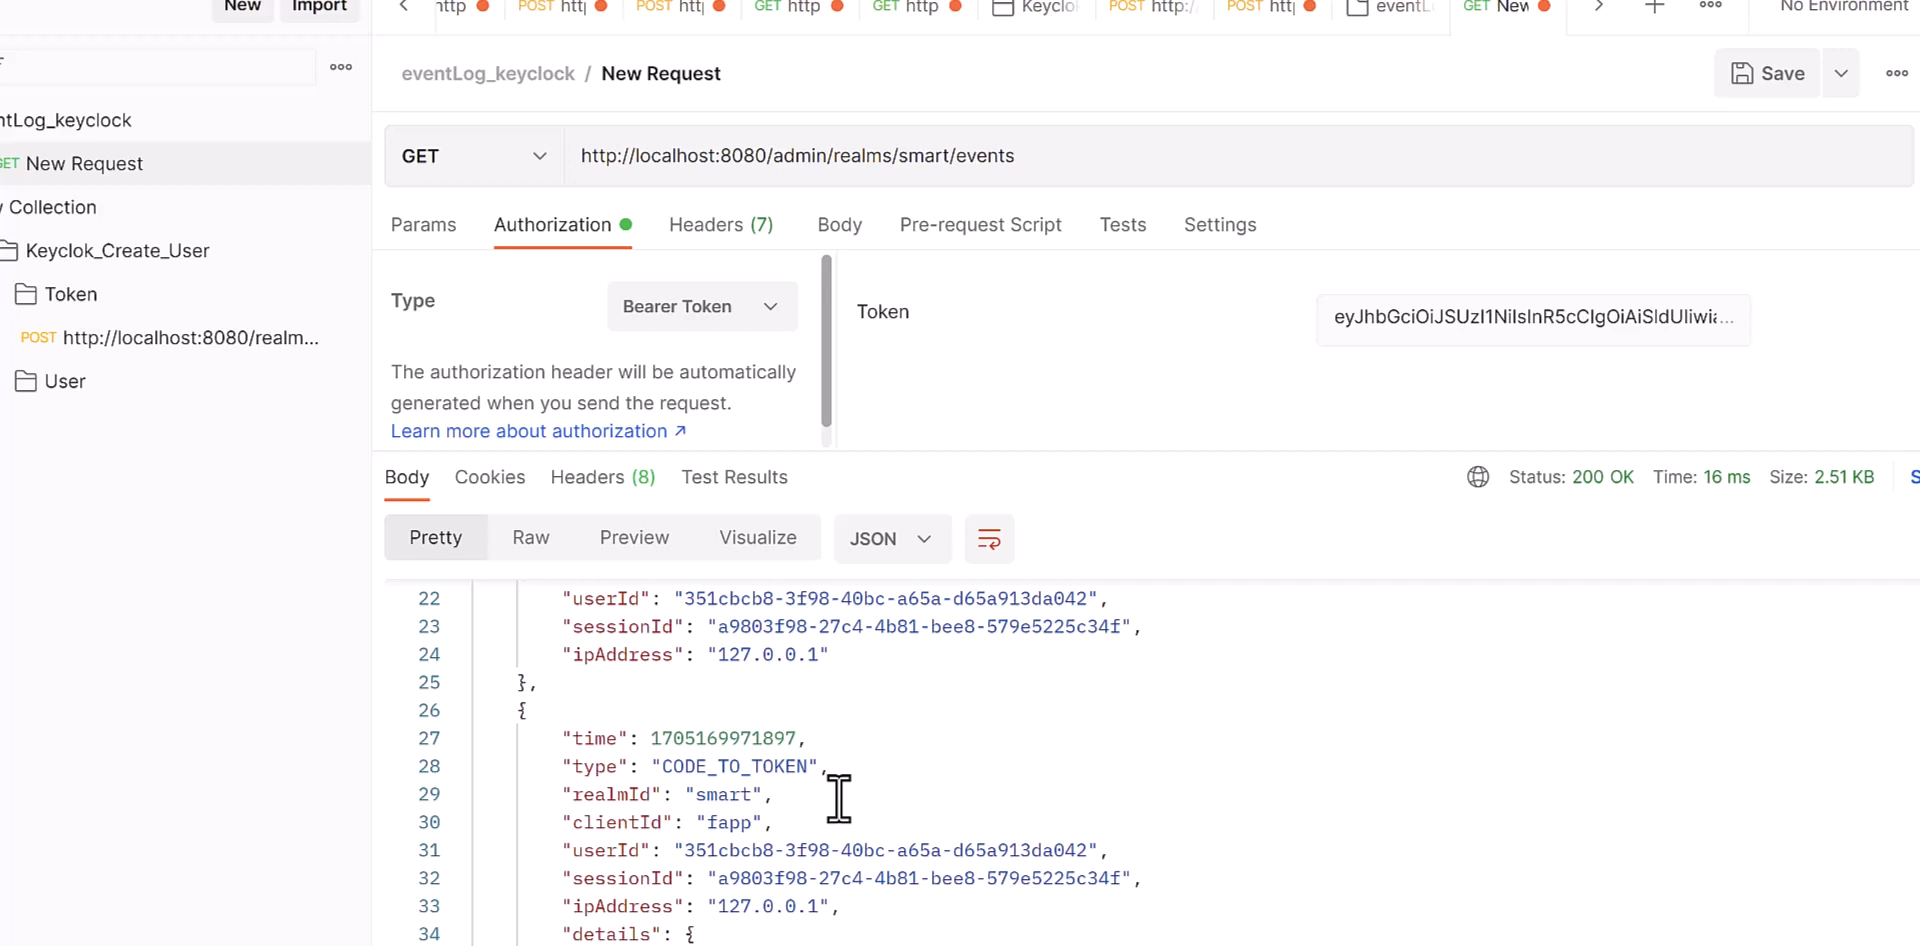 New Import
POST GET GET http Keyclo POST http:/ POST eventL GET New No Environment
eventLog_keyclock / New Request Save
ntLog_keyclock
GET New Request
GET http://localhost:8080/admin/realms/smart/events
Collection
Params Authorization Headers (7) Body Pre-request Script Tests Settings
Keyclok_Create_User
Token
Type Bearer Token Token
POST http://localhost:8080/realm...
The authorization header will be automatically
User
generated when you send the request.
Learn more about authorization ↗
Body Cookies Headers (8) Test Results Status: 200 OK Time: 16 ms Size: 2.51 KB
Pretty Raw Preview Visualize JSON
22 "userId": "351cbcb8-3f98-40bc-a65a-d65a913da042",
23 "sessionId": "a9803f98-27c4-4b81-bee8-579e5225c34f",
24 "ipAddress": "127.0.0.1"
25 },
26 {
27 "time": 1705169971897,
28 "type": "CODE_TO_TOKEN",
29 "realmId": "smart",
30 "clientId": "fapp",
31 "userId": "351cbcb8-3f98-40bc-a65a-d65a913da042",
32 "sessionId": "a9803f98-27c4-4b81-bee8-579e5225c34f",
33 "ipAddress": "127.0.0.1",
34 "details": {